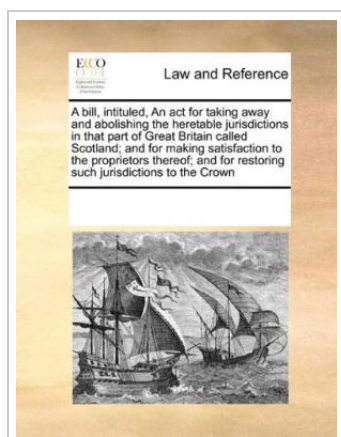 ECCO
Law and Reference
A bill, intituled, An act for taking away
and abolishing the heretable jurisdictions
in that part of Great Britain called
Scotland; and for making satisfaction to
the proprietors thereof; and for restoring
such jurisdictions to the Crown